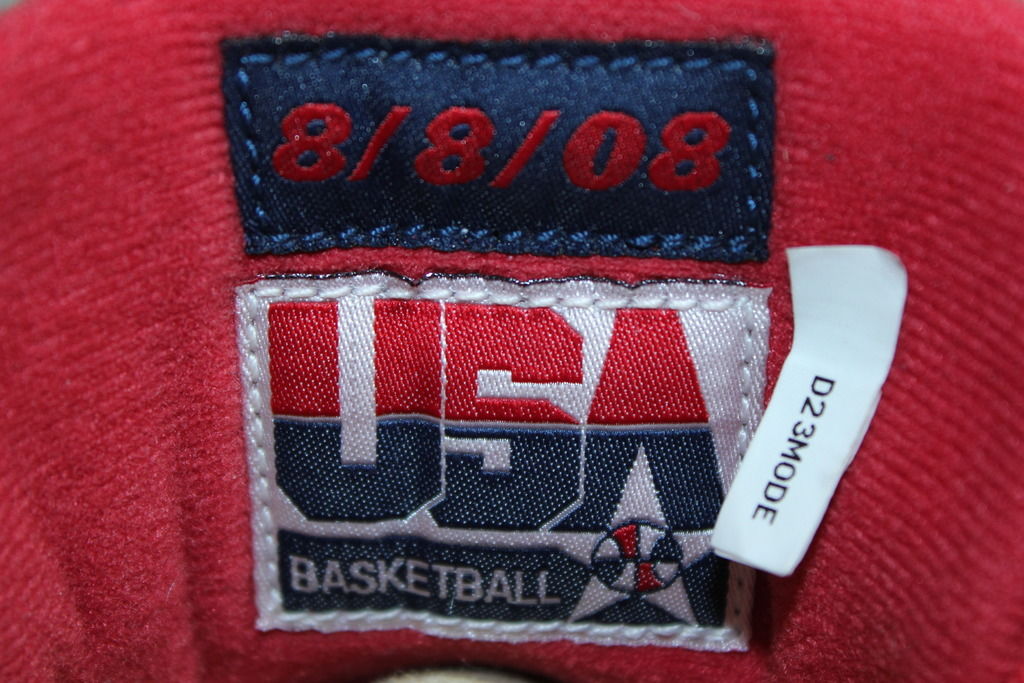 8/8/08
USA
BASKETBALL
D23MODE